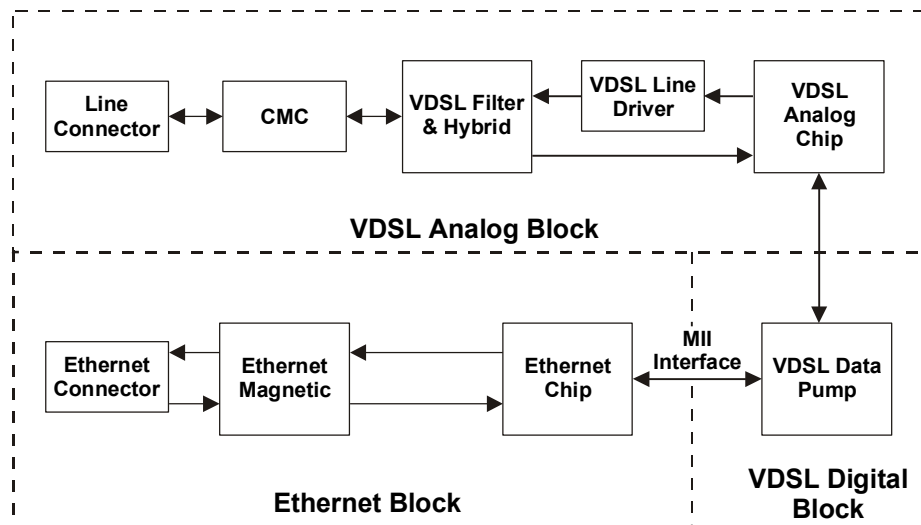 Line
Connector
CMC
VDSL Filter
& Hybrid
VDSL Line
Driver
VDSL
Analog
Chip
VDSL Analog Block
Ethernet
Connector
Ethernet
Magnetic
Ethernet
Chip
MII
Interface
VDSL Data
Pump
Ethernet Block
VDSL Digital
Block